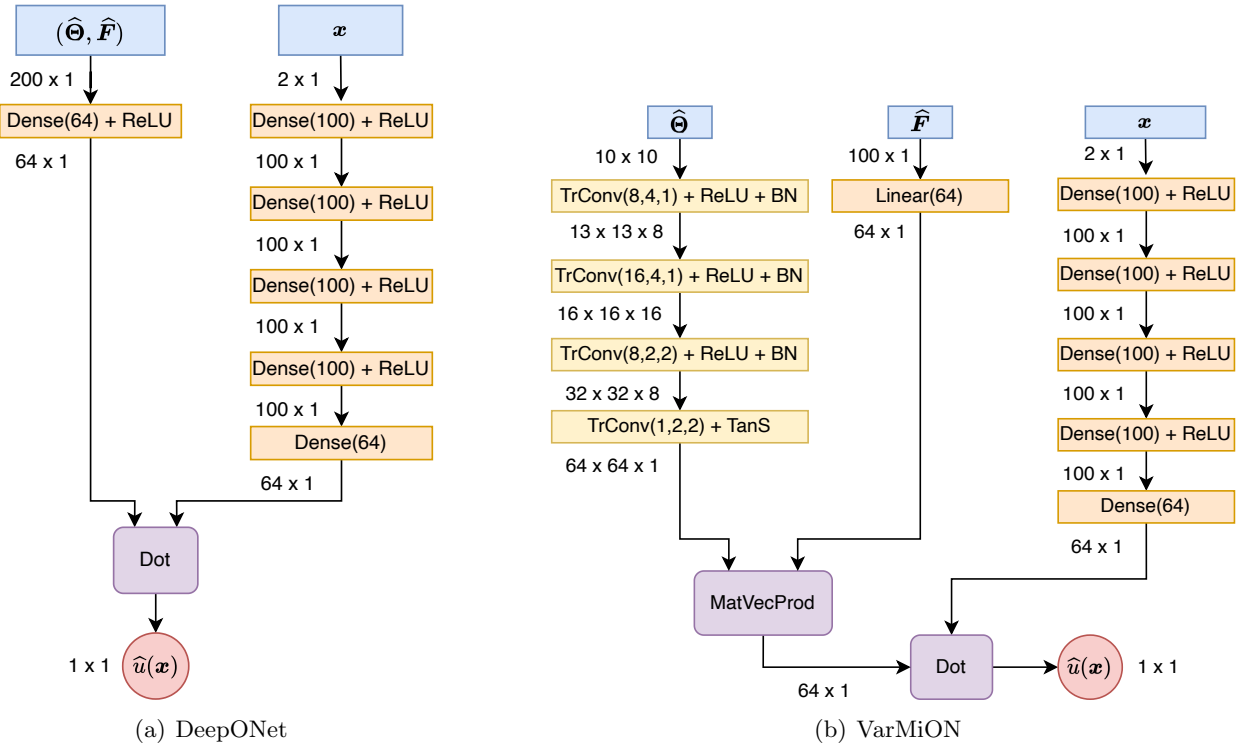 (Θ̂, F̂)
x
200 x 1
2 x 1
Dense(64) + ReLU
Dense(100) + ReLU
64 x 1
100 x 1
Dense(100) + ReLU
100 x 1
Dense(100) + ReLU
100 x 1
Dense(100) + ReLU
100 x 1
Dense(64)
64 x 1
Dot
1 x 1
û(x)
(a) DeepONet
Θ̂
F̂
x
10 x 10
100 x 1
2 x 1
TrConv(8,4,1) + ReLU + BN
Linear(64)
Dense(100) + ReLU
13 x 13 x 8
64 x 1
100 x 1
TrConv(16,4,1) + ReLU + BN
Dense(100) + ReLU
16 x 16 x 16
100 x 1
TrConv(8,2,2) + ReLU + BN
Dense(100) + ReLU
32 x 32 x 8
100 x 1
TrConv(1,2,2) + TanS
Dense(100) + ReLU
64 x 64 x 1
100 x 1
Dense(64)
64 x 1
MatVecProd
64 x 1
Dot
û(x)
1 x 1
(b) VarMiON